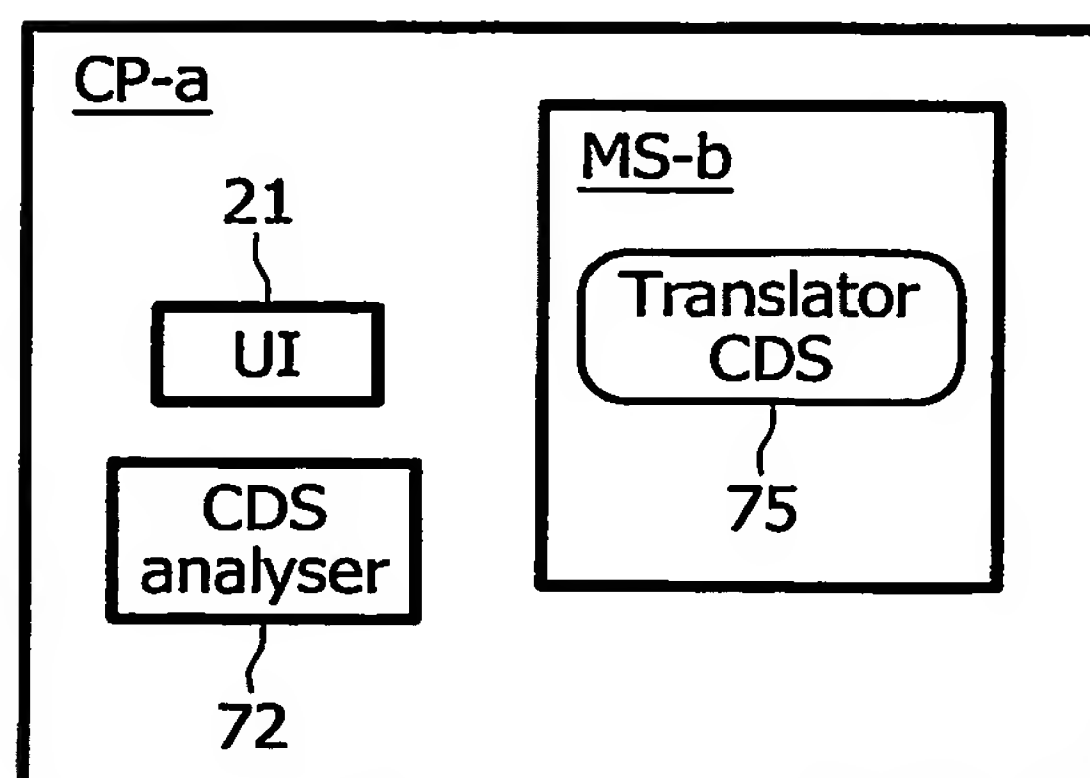 CP-a
21
UI
CDS
analyser
72
MS-b
Translator
CDS
75